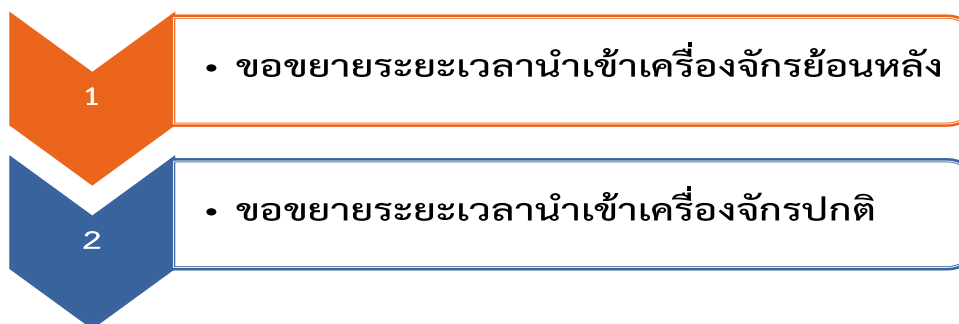 1
• ขอขยายระยะเวลานำเข้าเครื่องจักรย้อนหลัง
2
• ขอขยายระยะเวลานำเข้าเครื่องจักรปกติ